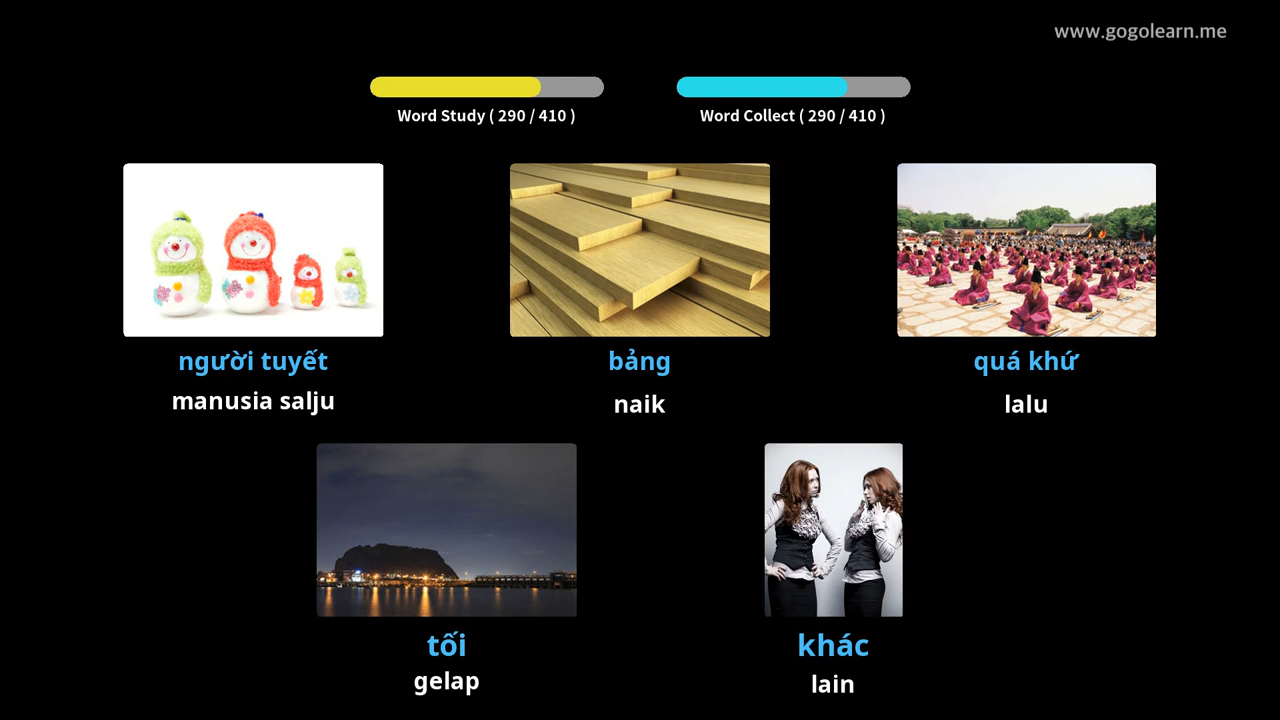 www.gogolearn.me
Word Study ( 290 / 410 )
Word Collect ( 290 / 410 )
người tuyết
manusia salju
bảng
naik
quá khứ
lalu
tối
gelap
khác
lain